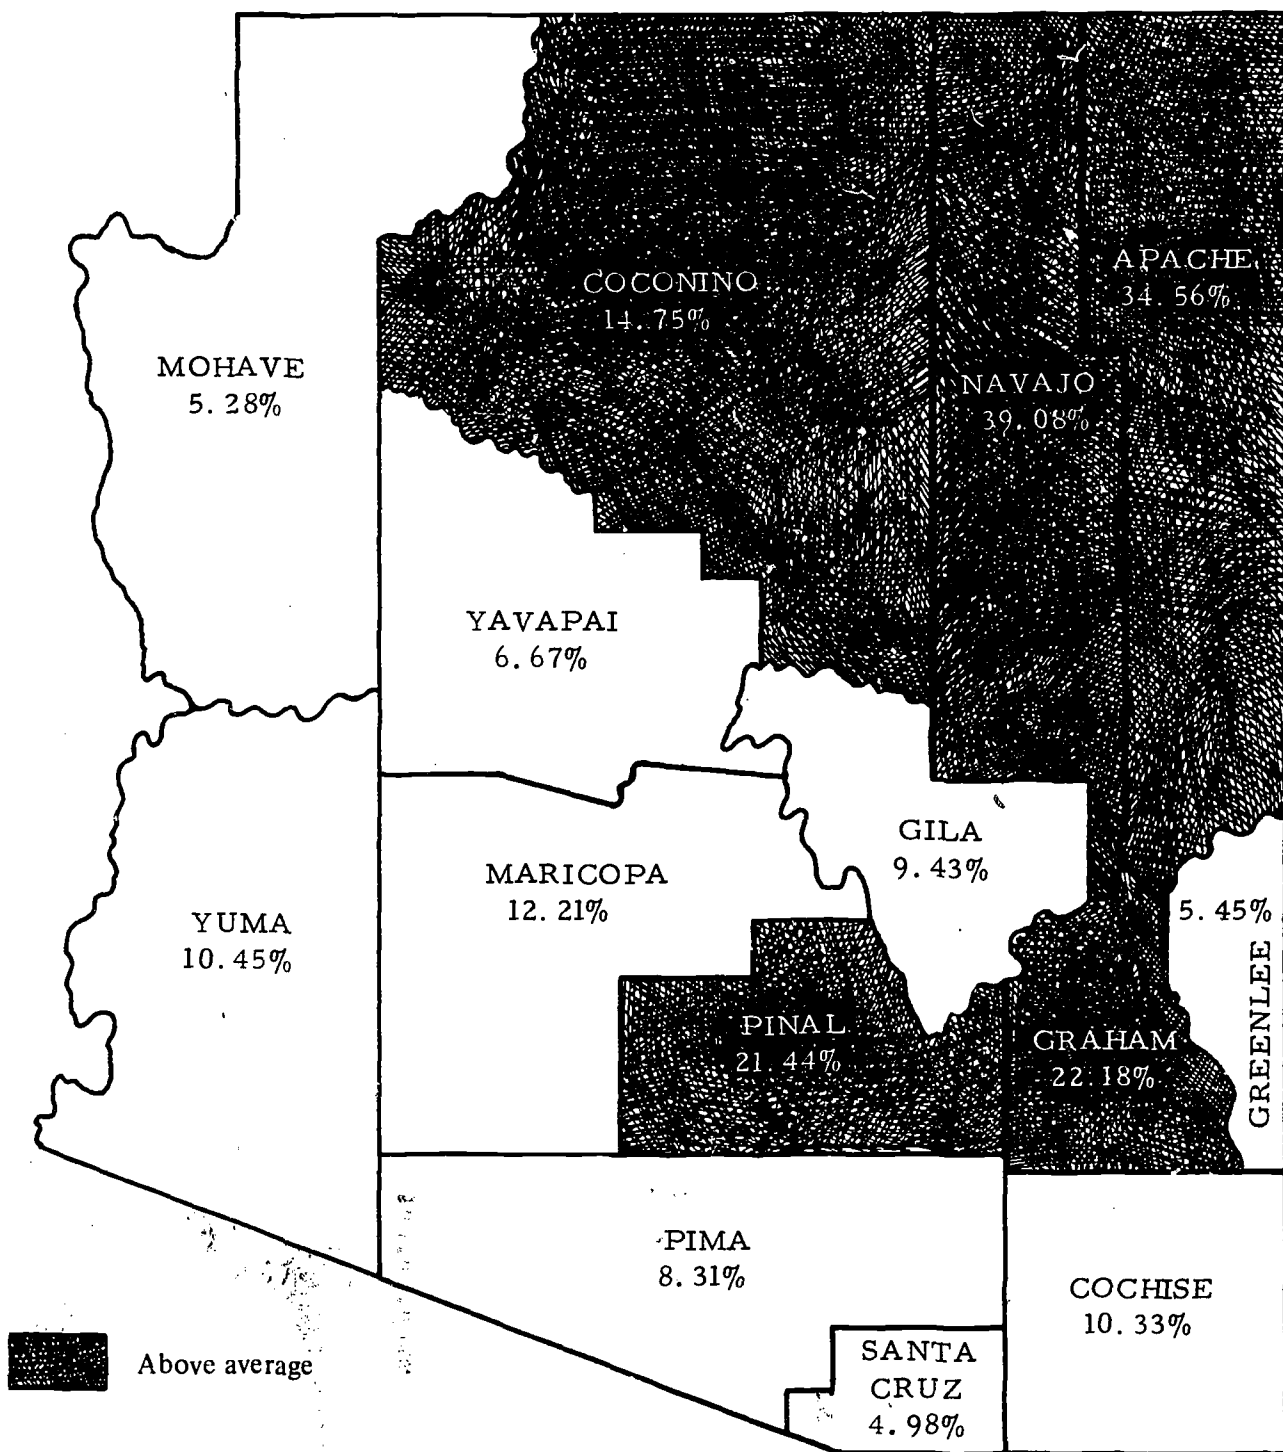 COCONINO
14.75%
APACHE
34.56%
MOHAVE
5.28%
NAVAJO
39.08%
YAVAPAI
6.67%
GILA
9.43%
MARICOPA
12.21%
YUMA
10.45%
5.45%
GREENLEE
PINAL
21.44%
GRAHAM
22.18%
PIMA
8.31%
COCHISE
10.33%
SANTA
CRUZ
4.98%
Above average